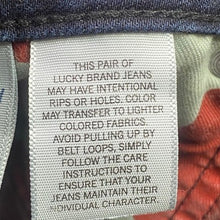 THIS PAIR OF
LUCKY BRAND JEANS
MAY HAVE INTENTIONAL
RIPS OR HOLES. COLOR
MAY TRANSFER TO LIGHTER
COLORED FABRICS
AVOID PULLING UP BY
BELT LOOPS, SIMPLY
FOLLOW THE CARE
INSTRUCTIONS TO
ENSURE THAT YOUR
JEANS MAINTAIN THEIR
INDIVIDUAL CHARACTER.